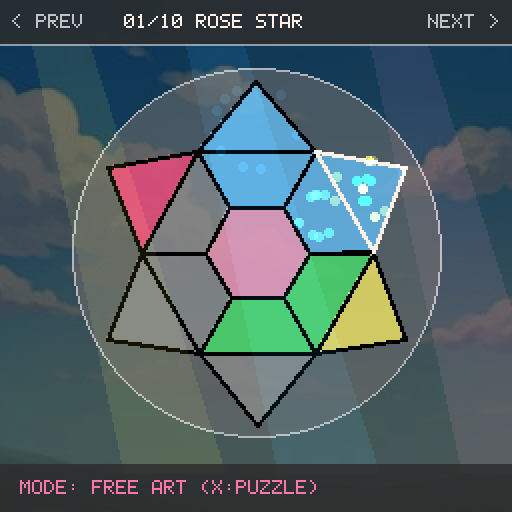 < PREV 01/10 ROSE STAR NEXT >
MODE: FREE ART (X:PUZZLE)